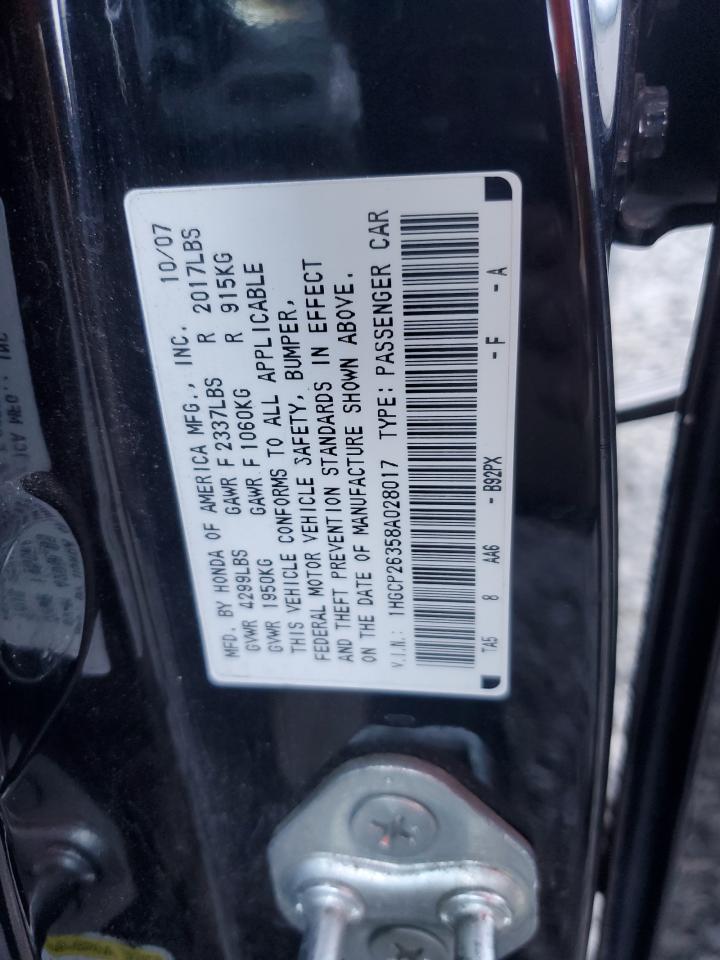 MFD. BY HONDA OF AMERICA MFG., INC. 10/07
GVWR 4299LBS GAWR F 2337LBS R 2017LBS
GVWR 1950KG GAWR F 1060KG R 915KG
THIS VEHICLE CONFORMS TO ALL APPLICABLE
FEDERAL MOTOR VEHICLE SAFETY, BUMPER,
AND THEFT PREVENTION STANDARDS IN EFFECT
ON THE DATE OF MANUFACTURE SHOWN ABOVE.
V.I.N.: 1HGCP26358A028017 TYPE: PASSENGER CAR
TA5 8 AA6 - B92PX - F - A